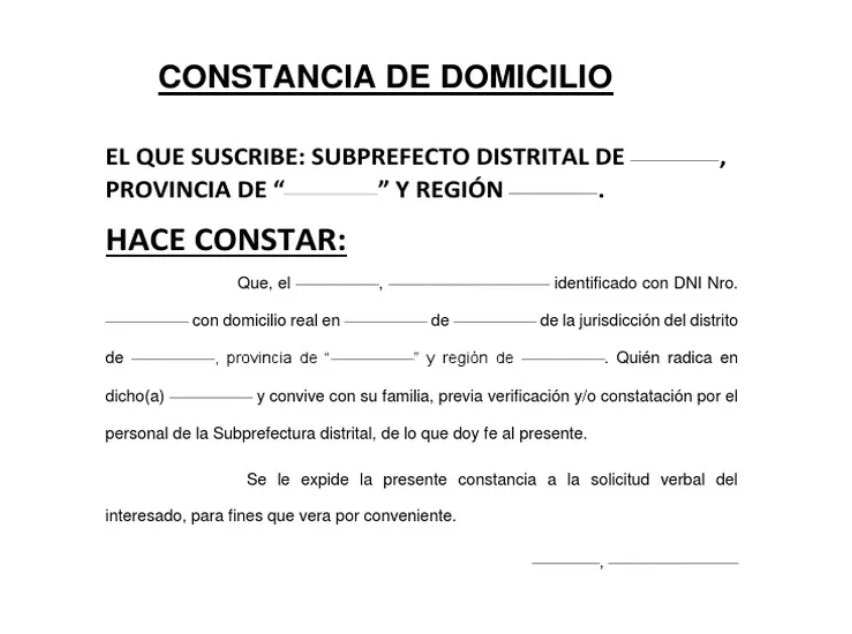 CONSTANCIA DE DOMICILIO
EL QUE SUSCRIBE: SUBPREFECTO DISTRITAL DE ________,
PROVINCIA DE “________” Y REGIÓN ________.
HACE CONSTAR:
Que, el ________, ________________ identificado con DNI Nro.
________ con domicilio real en ________ de ________ de la jurisdicción del distrito
de ________, provincia de “________” y región de ________. Quién radica en
dicho(a) ________ y convive con su familia, previa verificación y/o constatación por el
personal de la Subprefectura distrital, de lo que doy fe al presente.
Se le expide la presente constancia a la solicitud verbal del
interesado, para fines que vera por conveniente.
________, ________________